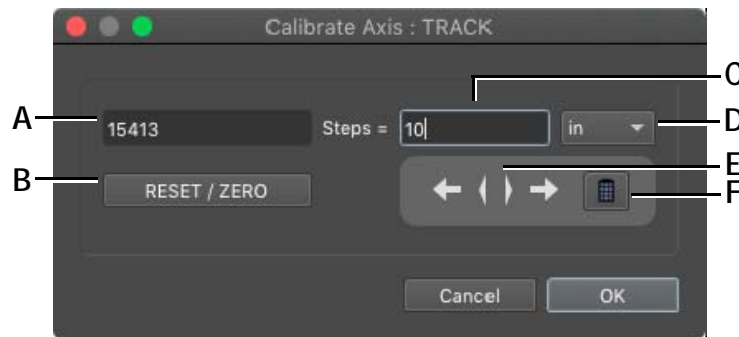 Calibrate Axis : TRACK
C
A 15413 Steps = 10 in D
E
B RESET / ZERO F
Cancel OK